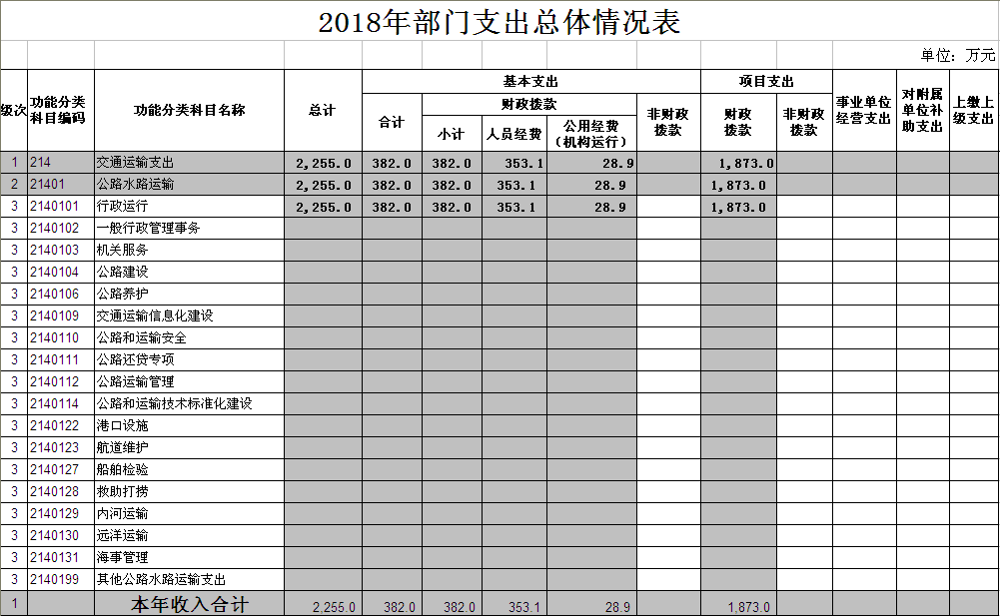 2018年部门支出总体情况表
单位：万元
级次 功能分类科目编码 功能分类科目名称 总计 基本支出 项目支出 事业单位经营支出 对附属单位补助支出 上缴上级支出
合计 财政拨款 非财政拨款 财政拨款 非财政拨款
小计 人员经费 公用经费（机构运行）
1 214 交通运输支出 2,255.0 382.0 382.0 353.1 28.9 1,873.0
2 21401 公路水路运输 2,255.0 382.0 382.0 353.1 28.9 1,873.0
3 2140101 行政运行 2,255.0 382.0 382.0 353.1 28.9 1,873.0
3 2140102 一般行政管理事务
3 2140103 机关服务
3 2140104 公路建设
3 2140106 公路养护
3 2140109 交通运输信息化建设
3 2140110 公路和运输安全
3 2140111 公路还贷专项
3 2140112 公路运输管理
3 2140114 公路和运输技术标准化建设
3 2140122 港口设施
3 2140123 航道维护
3 2140127 船舶检验
3 2140128 救助打捞
3 2140129 内河运输
3 2140130 远洋运输
3 2140131 海事管理
3 2140199 其他公路水路运输支出
1 本年收入合计 2,255.0 382.0 382.0 353.1 28.9 1,873.0